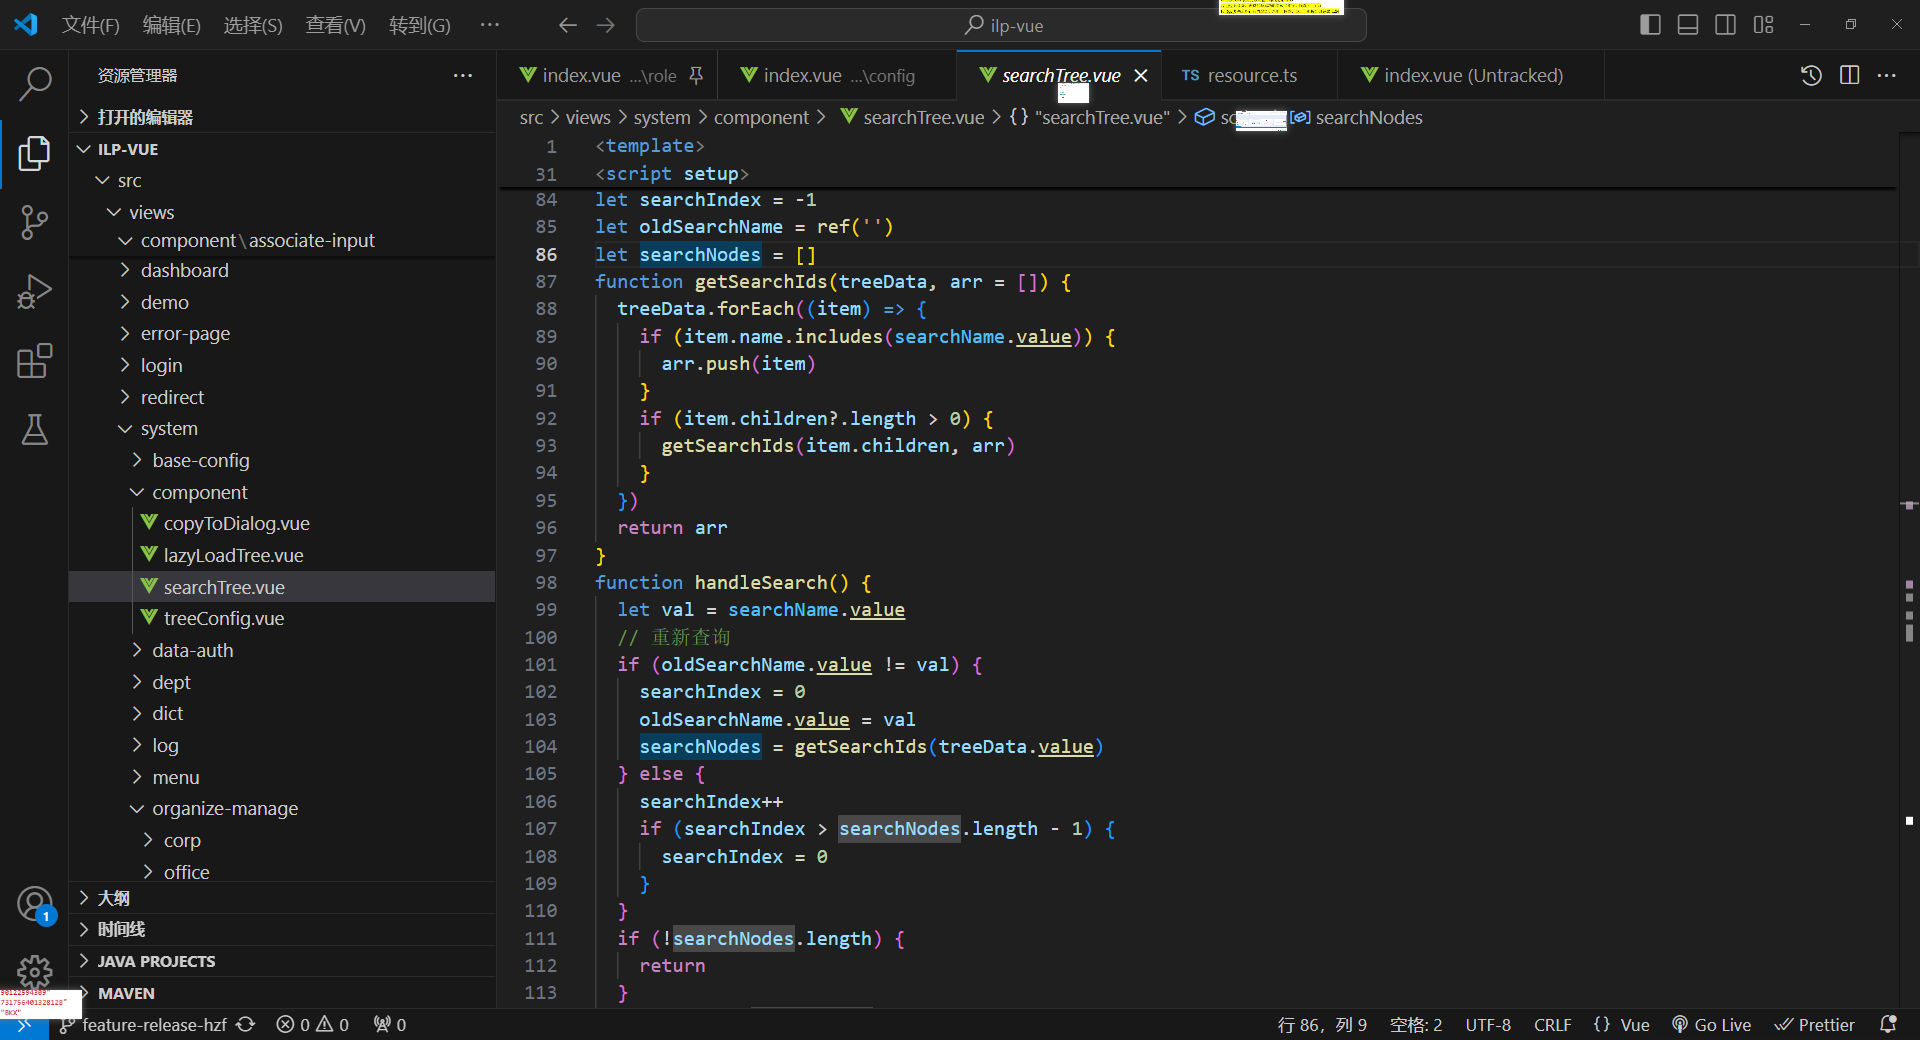 文件(F) 编辑(E) 选择(S) 查看(V) 转到(G) ··· ilp-vue
资源管理器 ···
打开的编辑器
ILP-VUE
src
views
component\associate-input
dashboard
demo
error-page
login
redirect
system
base-config
component
copyToDialog.vue
lazyLoadTree.vue
searchTree.vue
treeConfig.vue
data-auth
dept
dict
log
menu
organize-manage
corp
office
大纲
时间线
JAVA PROJECTS
MAVEN
index.vue ...\role index.vue ...\config searchTree.vue TS resource.ts index.vue (Untracked) ···
src > views > system > component > searchTree.vue > {} "searchTree.vue" > searchNodes
1 <template>
31 <script setup>
84 let searchIndex = -1
85 let oldSearchName = ref('')
86 let searchNodes = []
87 function getSearchIds(treeData, arr = []) {
88 treeData.forEach((item) => {
89 if (item.name.includes(searchName.value)) {
90 arr.push(item)
91 }
92 if (item.children?.length > 0) {
93 getSearchIds(item.children, arr)
94 }
95 })
96 return arr
97 }
98 function handleSearch() {
99 let val = searchName.value
100 // 重新查询
101 if (oldSearchName.value != val) {
102 searchIndex = 0
103 oldSearchName.value = val
104 searchNodes = getSearchIds(treeData.value)
105 } else {
106 searchIndex++
107 if (searchIndex > searchNodes.length - 1) {
108 searchIndex = 0
109 }
110 }
111 if (!searchNodes.length) {
112 return
113 }
1
731756401328128"
"BKX"
feature-release-hzf 0 0 0 行 86，列 9 空格: 2 UTF-8 CRLF {} Vue Go Live Prettier